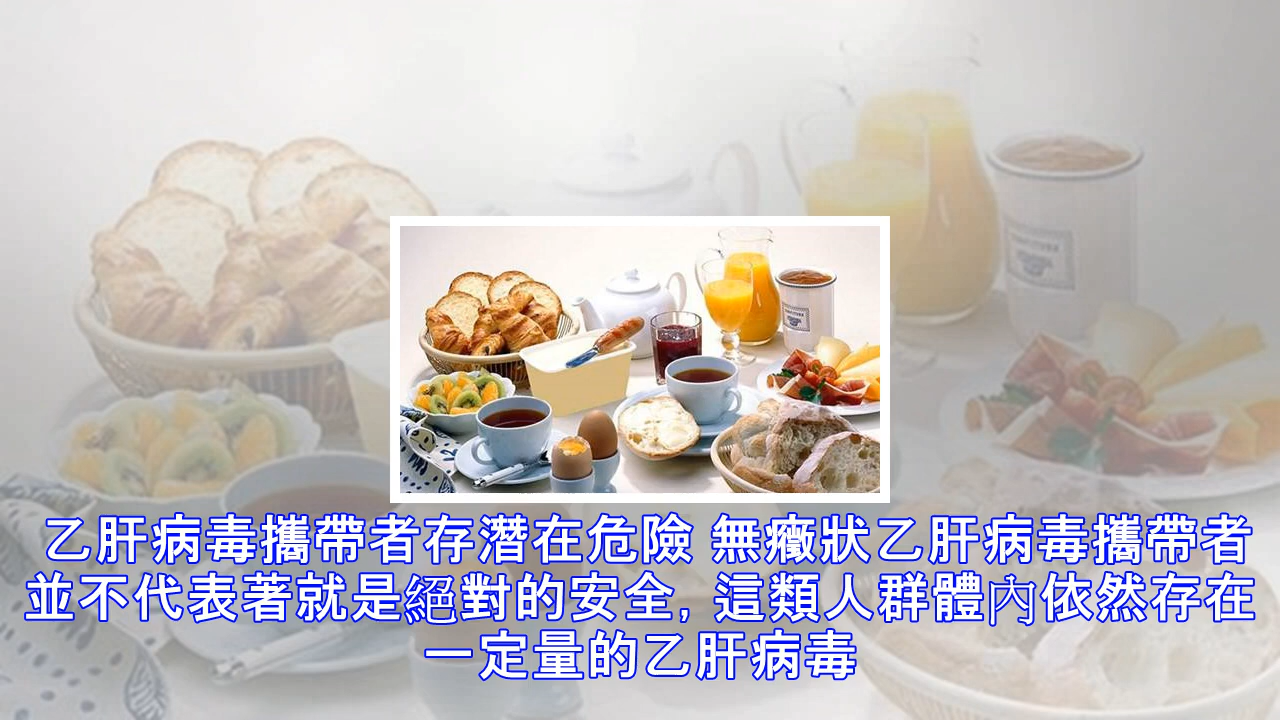 乙肝病毒攜帶者存潛在危險 無癥狀乙肝病毒攜帶者
並不代表著就是絕對的安全, 這類人群體內依然存在
一定量的乙肝病毒